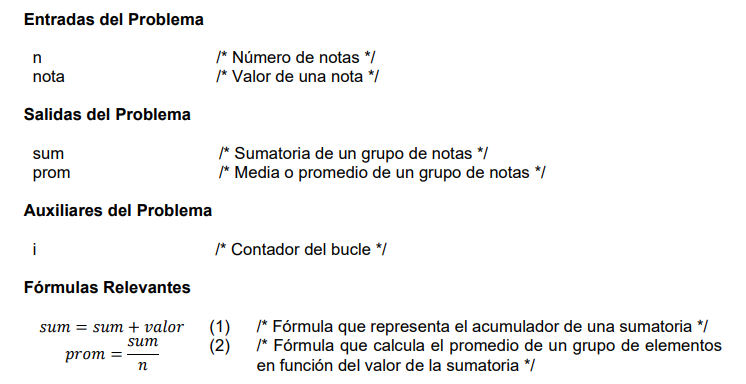 Entradas del Problema
n /* Número de notas */
nota /* Valor de una nota */
Salidas del Problema
sum /* Sumatoria de un grupo de notas */
prom /* Media o promedio de un grupo de notas */
Auxiliares del Problema
i /* Contador del bucle */
Fórmulas Relevantes
sum = sum + valor (1) /* Fórmula que representa el acumulador de una sumatoria */
prom = sum/n (2) /* Fórmula que calcula el promedio de un grupo de elementos
en función del valor de la sumatoria */